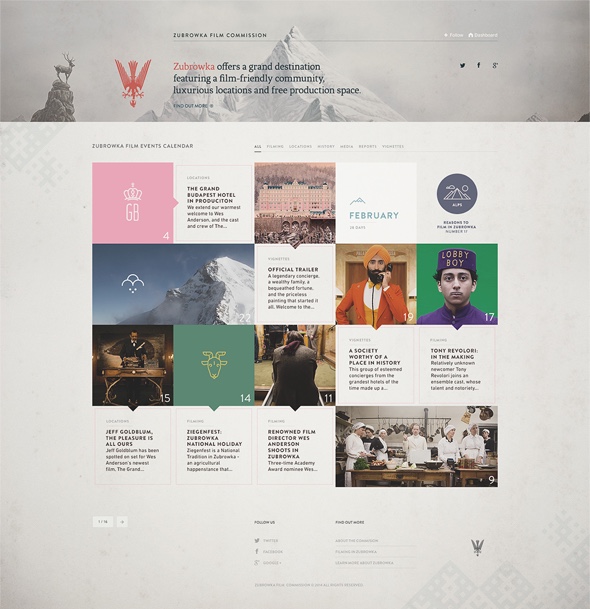 ZUBROWKA FILM COMMISSION
Follow
Dashboard
Zubrowka offers a grand destination
featuring a film-friendly community,
luxurious locations and free production space.
FIND OUT MORE
ZUBROWKA FILM EVENTS CALENDAR
ALL FILMING LOCATIONS HISTORY MEDIA REPORTS VIGNETTES
GB
4
LOCATIONS
THE GRAND
BUDAPEST HOTEL
IN PRODUCITON
We extend our warmest
welcome to Wes
Anderson, and the cast
and crew of The...
FEBRUARY
IN DAYS
ALPS
REASONS TO
FILM IN ZUBROWKA
NUMBER 17
22
VIGNETTES
OFFICIAL TRAILER
A legendary concierge,
a wealthy family, a
bequeathed fortune,
and the priceless
painting that started it
all. Welcome to the...
19
LOBBY
BOY
17
15
14
11
VIGNETTES
A SOCIETY
WORTHY OF A
PLACE IN HISTORY
This group of esteemed
concierges from the
grandest hotels of the
time made up a...
FILMING
TONY REVOLORI:
IN THE MAKING
Relatively unknown
newcomer Tony
Revolori joins an
ensemble cast, whose
talent and notoriety...
LOCATIONS
JEFF GOLDBLUM,
THE PLEASURE IS
ALL OURS
Jeff Goldblum has been
spotted on set for Wes
Anderson's newest
film, The Grand...
FILMING
ZIEGENFEST:
ZUBROWKA
NATIONAL HOLIDAY
Ziegenfest is a National
Tradition in Zubrowka -
an agricultural
happenstance that...
FILMING
RENOWNED FILM
DIRECTOR WES
ANDERSON
SHOOTS IN
ZUBROWKA
Three-time Academy
Award nominee Wes...
9
FOLLOW US
TWITTER
FACEBOOK
GOOGLE +
FIND OUT MORE
ABOUT THE COMMISSION
FILMING IN ZUBROWKA
LEARN MORE ABOUT ZUBROWKA
ZUBROWKA FILM COMMISSION © 2014 ALL RIGHTS RESERVED.